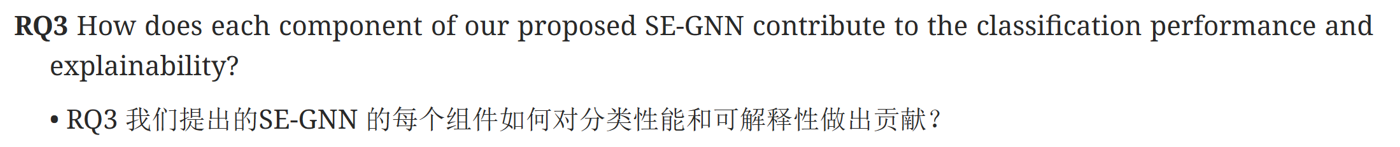 RQ3 How does each component of our proposed SE-GNN contribute to the classification performance and
explainability?
• RQ3 我们提出的SE-GNN 的每个组件如何对分类性能和可解释性做出贡献？